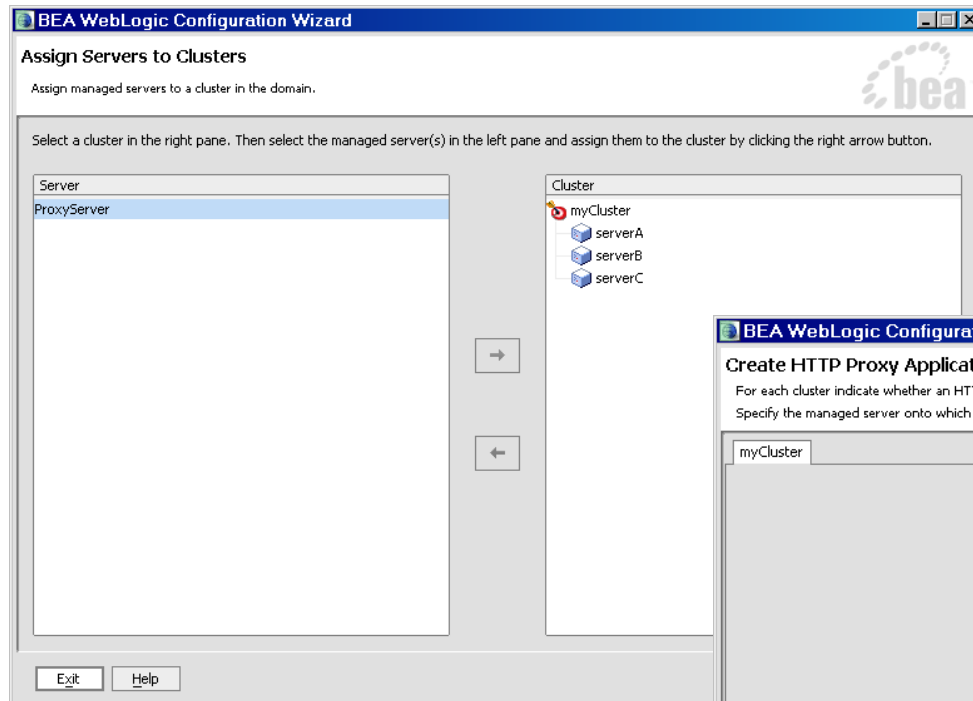 BEA WebLogic Configuration Wizard
Assign Servers to Clusters
Assign managed servers to a cluster in the domain.
bea
Select a cluster in the right pane. Then select the managed server(s) in the left pane and assign them to the cluster by clicking the right arrow button.
Server
ProxyServer
Cluster
myCluster
serverA
serverB
serverC
BEA WebLogic Configura
Create HTTP Proxy Applicat
For each cluster indicate whether an HT
Specify the managed server onto which
myCluster
Exit
Help